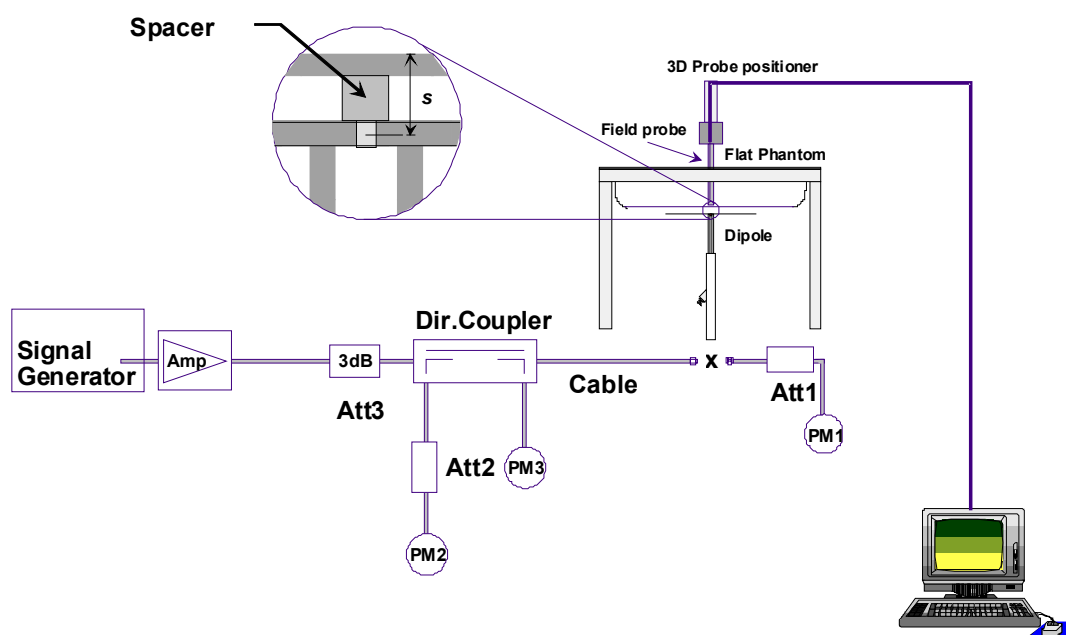 Spacer
s
3D Probe positioner
Field probe
Flat Phantom
Dipole
Dir.Coupler
Signal
Generator
Amp
3dB
Att3
Cable
x
Att1
PM1
Att2
PM3
PM2